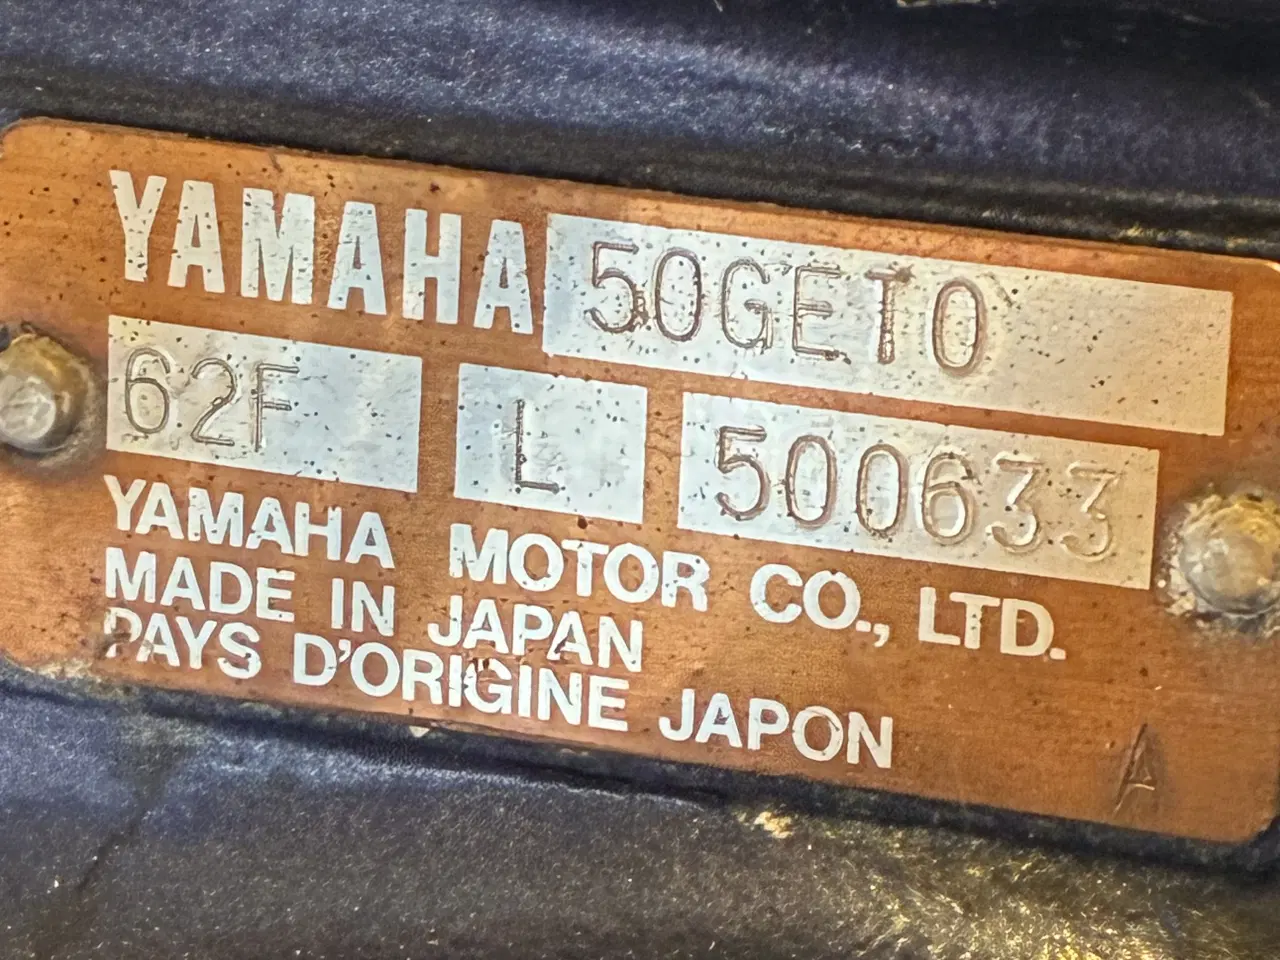 YAMAHA 50GETO
62F L 500633
YAMAHA MOTOR CO., LTD.
MADE IN JAPAN
PAYS D'ORIGINE JAPON
A